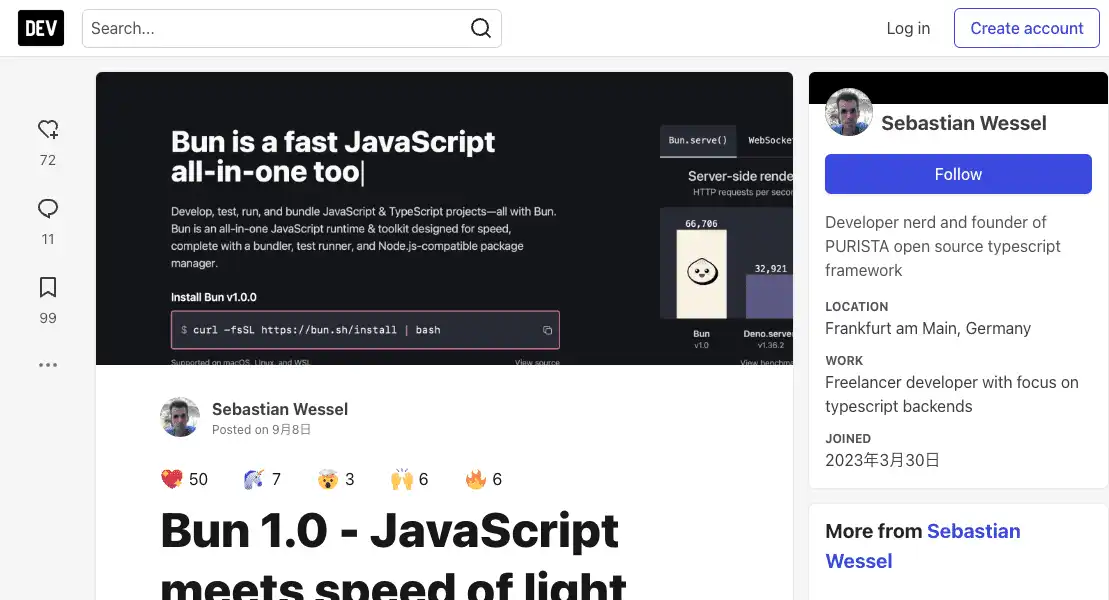 DEV
Search...
Log in
Create account
72
11
99
Bun is a fast JavaScript
all-in-one too
Develop, test, run, and bundle JavaScript & TypeScript projects—all with Bun.
Bun is an all-in-one JavaScript runtime & toolkit designed for speed,
complete with a bundler, test runner, and Node.js-compatible package
manager.
Install Bun v1.0.0
$ curl -fsSL https://bun.sh/install | bash
Supported on macOS, Linux, and WSL
View source
Bun.serve()
WebSocke
Server-side rende
HTTP requests per secon
66,706
32,921
Bun
v1.0
Deno.serve
v1.36.2
View benchm
Sebastian Wessel
Posted on 9月8日
50
7
3
6
6
Bun 1.0 - JavaScript
meets speed of light
Sebastian Wessel
Follow
Developer nerd and founder of
PURISTA open source typescript
framework
LOCATION
Frankfurt am Main, Germany
WORK
Freelancer developer with focus on
typescript backends
JOINED
2023年3月30日
More from Sebastian
Wessel